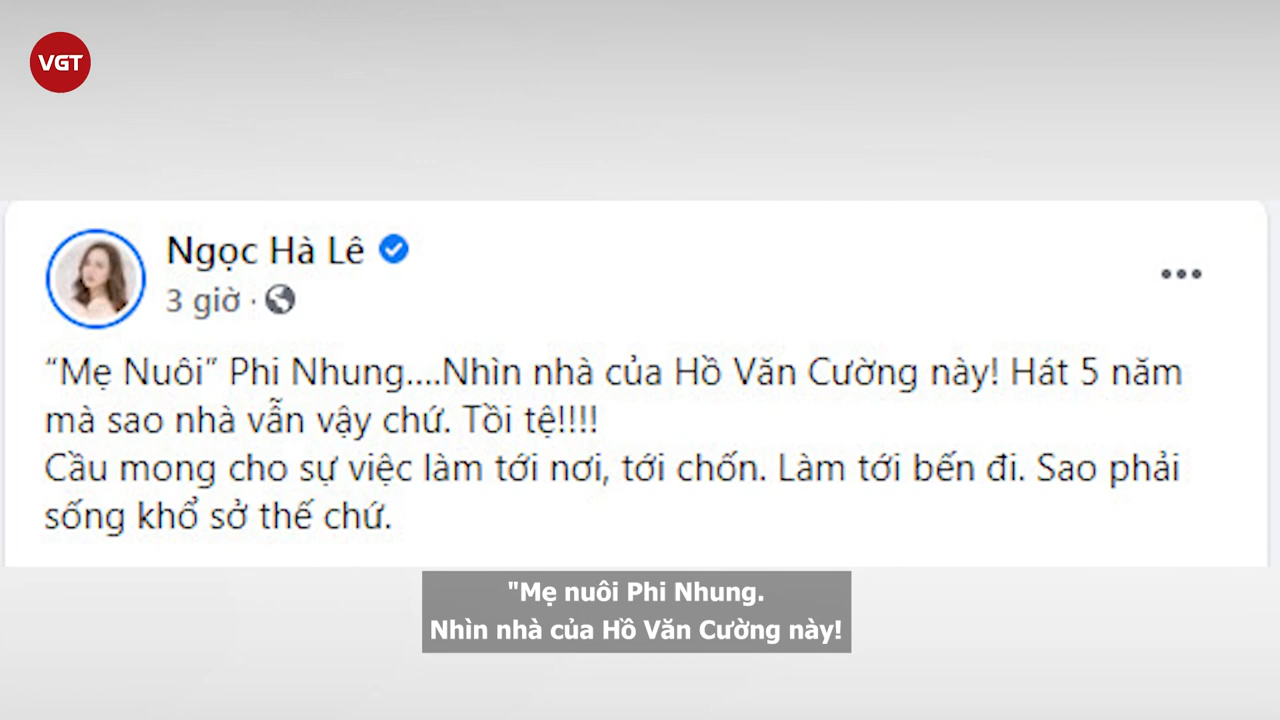 VGT
Ngọc Hà Lê
3 giờ ·
“Mẹ Nuôi” Phi Nhung....Nhìn nhà của Hồ Văn Cường này! Hát 5 năm
mà sao nhà vẫn vậy chứ. Tồi tệ!!!!
Cầu mong cho sự việc làm tới nơi, tới chốn. Làm tới bến đi. Sao phải
sống khổ sở thế chứ.
"Mẹ nuôi Phi Nhung.
Nhìn nhà của Hồ Văn Cường này!